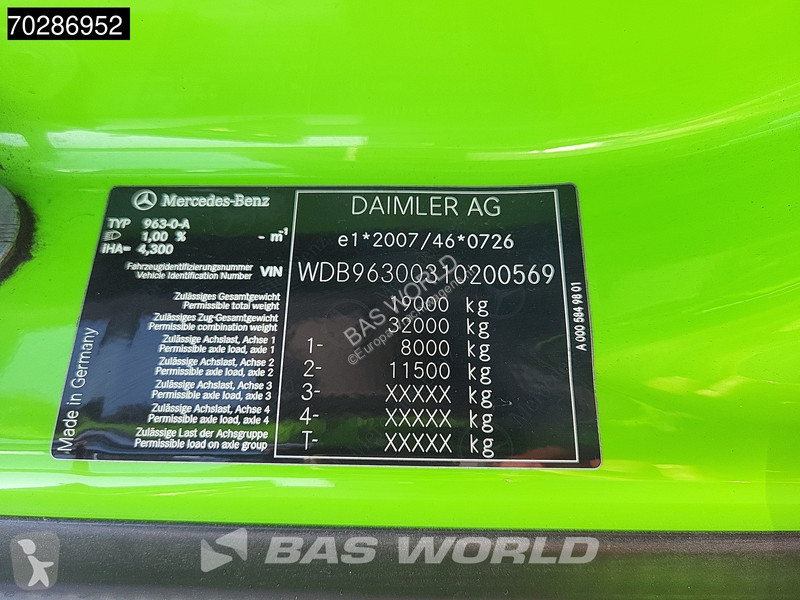 70286952
Mercedes-Benz
TYP 963-0-A
1,00 % - m-1
iHA= 4,300
Fahrzeugidentifizierungsnummer
Vehicle Identification Number VIN
Zulässiges Gesamtgewicht
Permissible total weight
Zulässiges Zug-Gesamtgewicht
Permissible combination weight
Zulässige Achslast, Achse 1
Permissible axle load, axle 1
Zulässige Achslast, Achse 2
Permissible axle load, axle 2
Zulässige Achslast, Achse 3
Permissible axle load, axle 3
Zulässige Achslast, Achse 4
Permissible axle load, axle 4
Zulässige Last der Achsgruppe
Permissible load on axle group
Made in Germany
DAIMLER AG
e1*2007/46*0726
WDB96300310200569
19000 kg
32000 kg
1- 8000 kg
2- 11500 kg
3- XXXXX kg
4- XXXXX kg
T- XXXXX kg
A 000 584 98 01
BAS WORLD
BAS WORLD